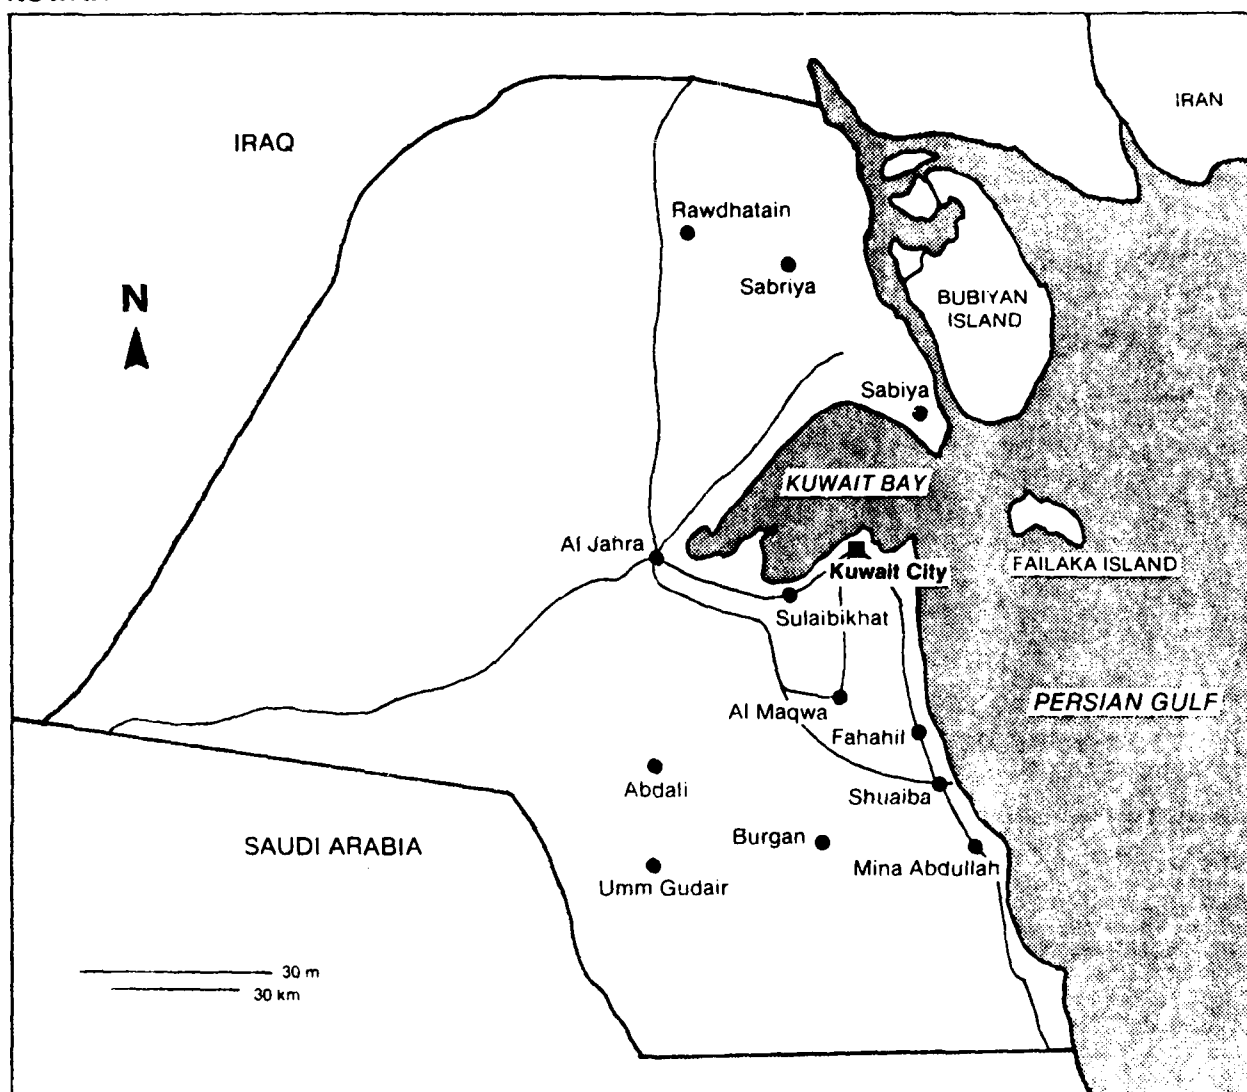 IRAN
IRAQ
Rawdhatain
Sabriya
N
BUBIYAN
ISLAND
Sabiya
KUWAIT BAY
Al Jahra
FAILAKA ISLAND
Kuwait City
Sulaibikhat
PERSIAN GULF
Al Maqwa
Fahahil
Abdali
Shuaiba
Burgan
SAUDI ARABIA
Mina Abdullah
Umm Gudair
30 m
30 km